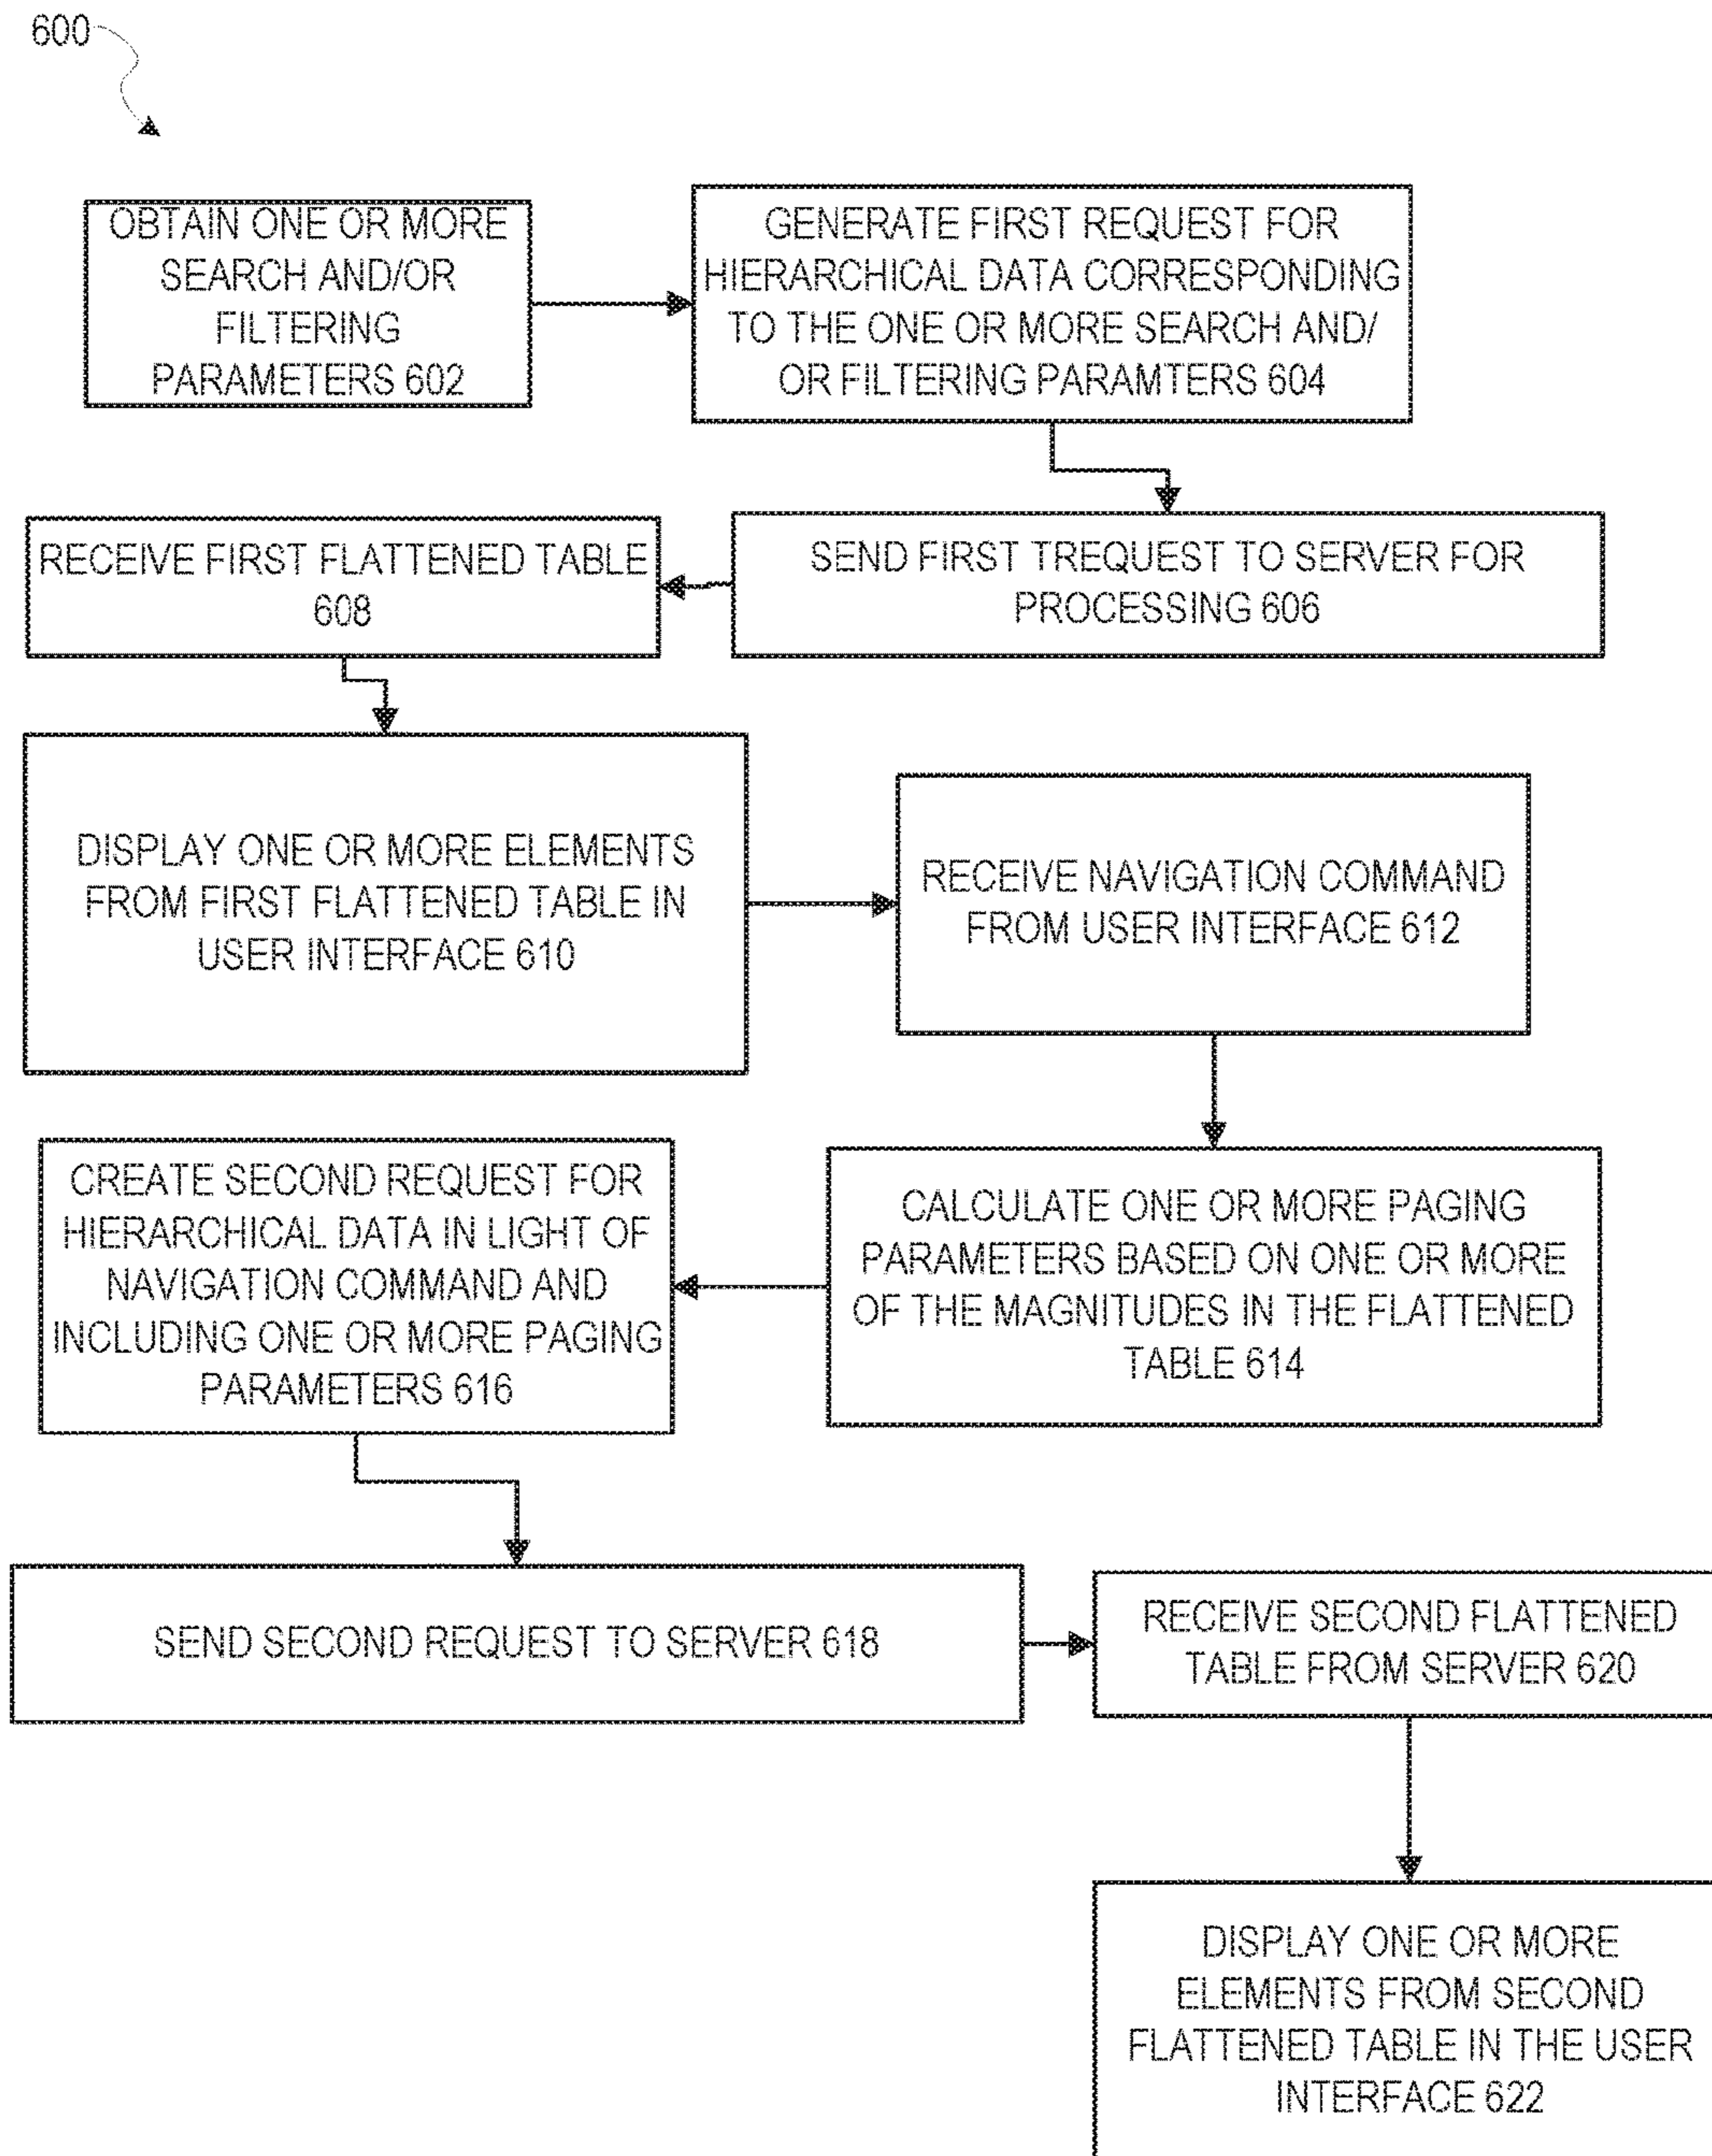 600
OBTAIN ONE OR MORE
SEARCH AND/OR
FILTERING
PARAMETERS 602
GENERATE FIRST REQUEST FOR
HIERARCHICAL DATA CORRESPONDING
TO THE ONE OR MORE SEARCH AND/
OR FILTERING PARAMTERS 604
SEND FIRST TREQUEST TO SERVER FOR
PROCESSING 606
RECEIVE FIRST FLATTENED TABLE
608
DISPLAY ONE OR MORE ELEMENTS
FROM FIRST FLATTENED TABLE IN
USER INTERFACE 610
RECEIVE NAVIGATION COMMAND
FROM USER INTERFACE 612
CALCULATE ONE OR MORE PAGING
PARAMETERS BASED ON ONE OR MORE
OF THE MAGNITUDES IN THE FLATTENED
TABLE 614
CREATE SECOND REQUEST FOR
HIERARCHICAL DATA IN LIGHT OF
NAVIGATION COMMAND AND
INCLUDING ONE OR MORE PAGING
PARAMETERS 616
SEND SECOND REQUEST TO SERVER 618
RECEIVE SECOND FLATTENED
TABLE FROM SERVER 620
DISPLAY ONE OR MORE
ELEMENTS FROM SECOND
FLATTENED TABLE IN THE USER
INTERFACE 622